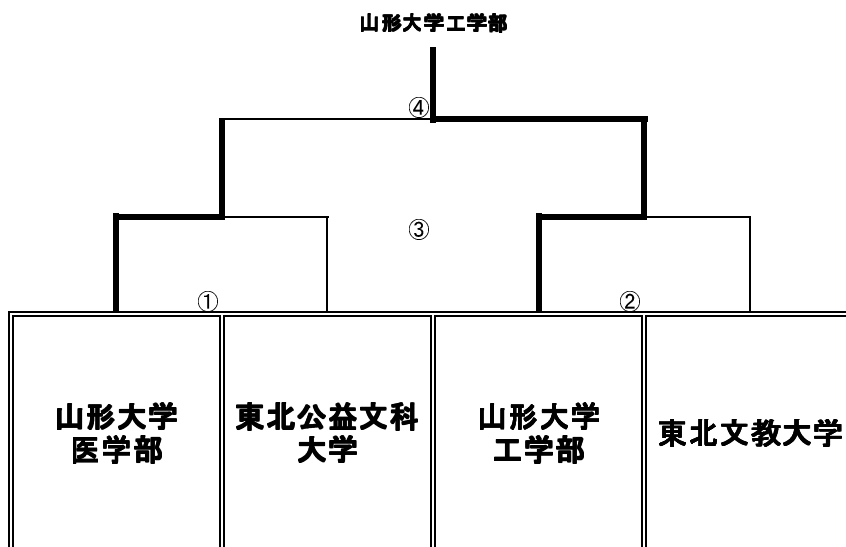 山形大学工学部
④
③
①
②
山形大学
医学部
東北公益文科
大学
山形大学
工学部
東北文教大学